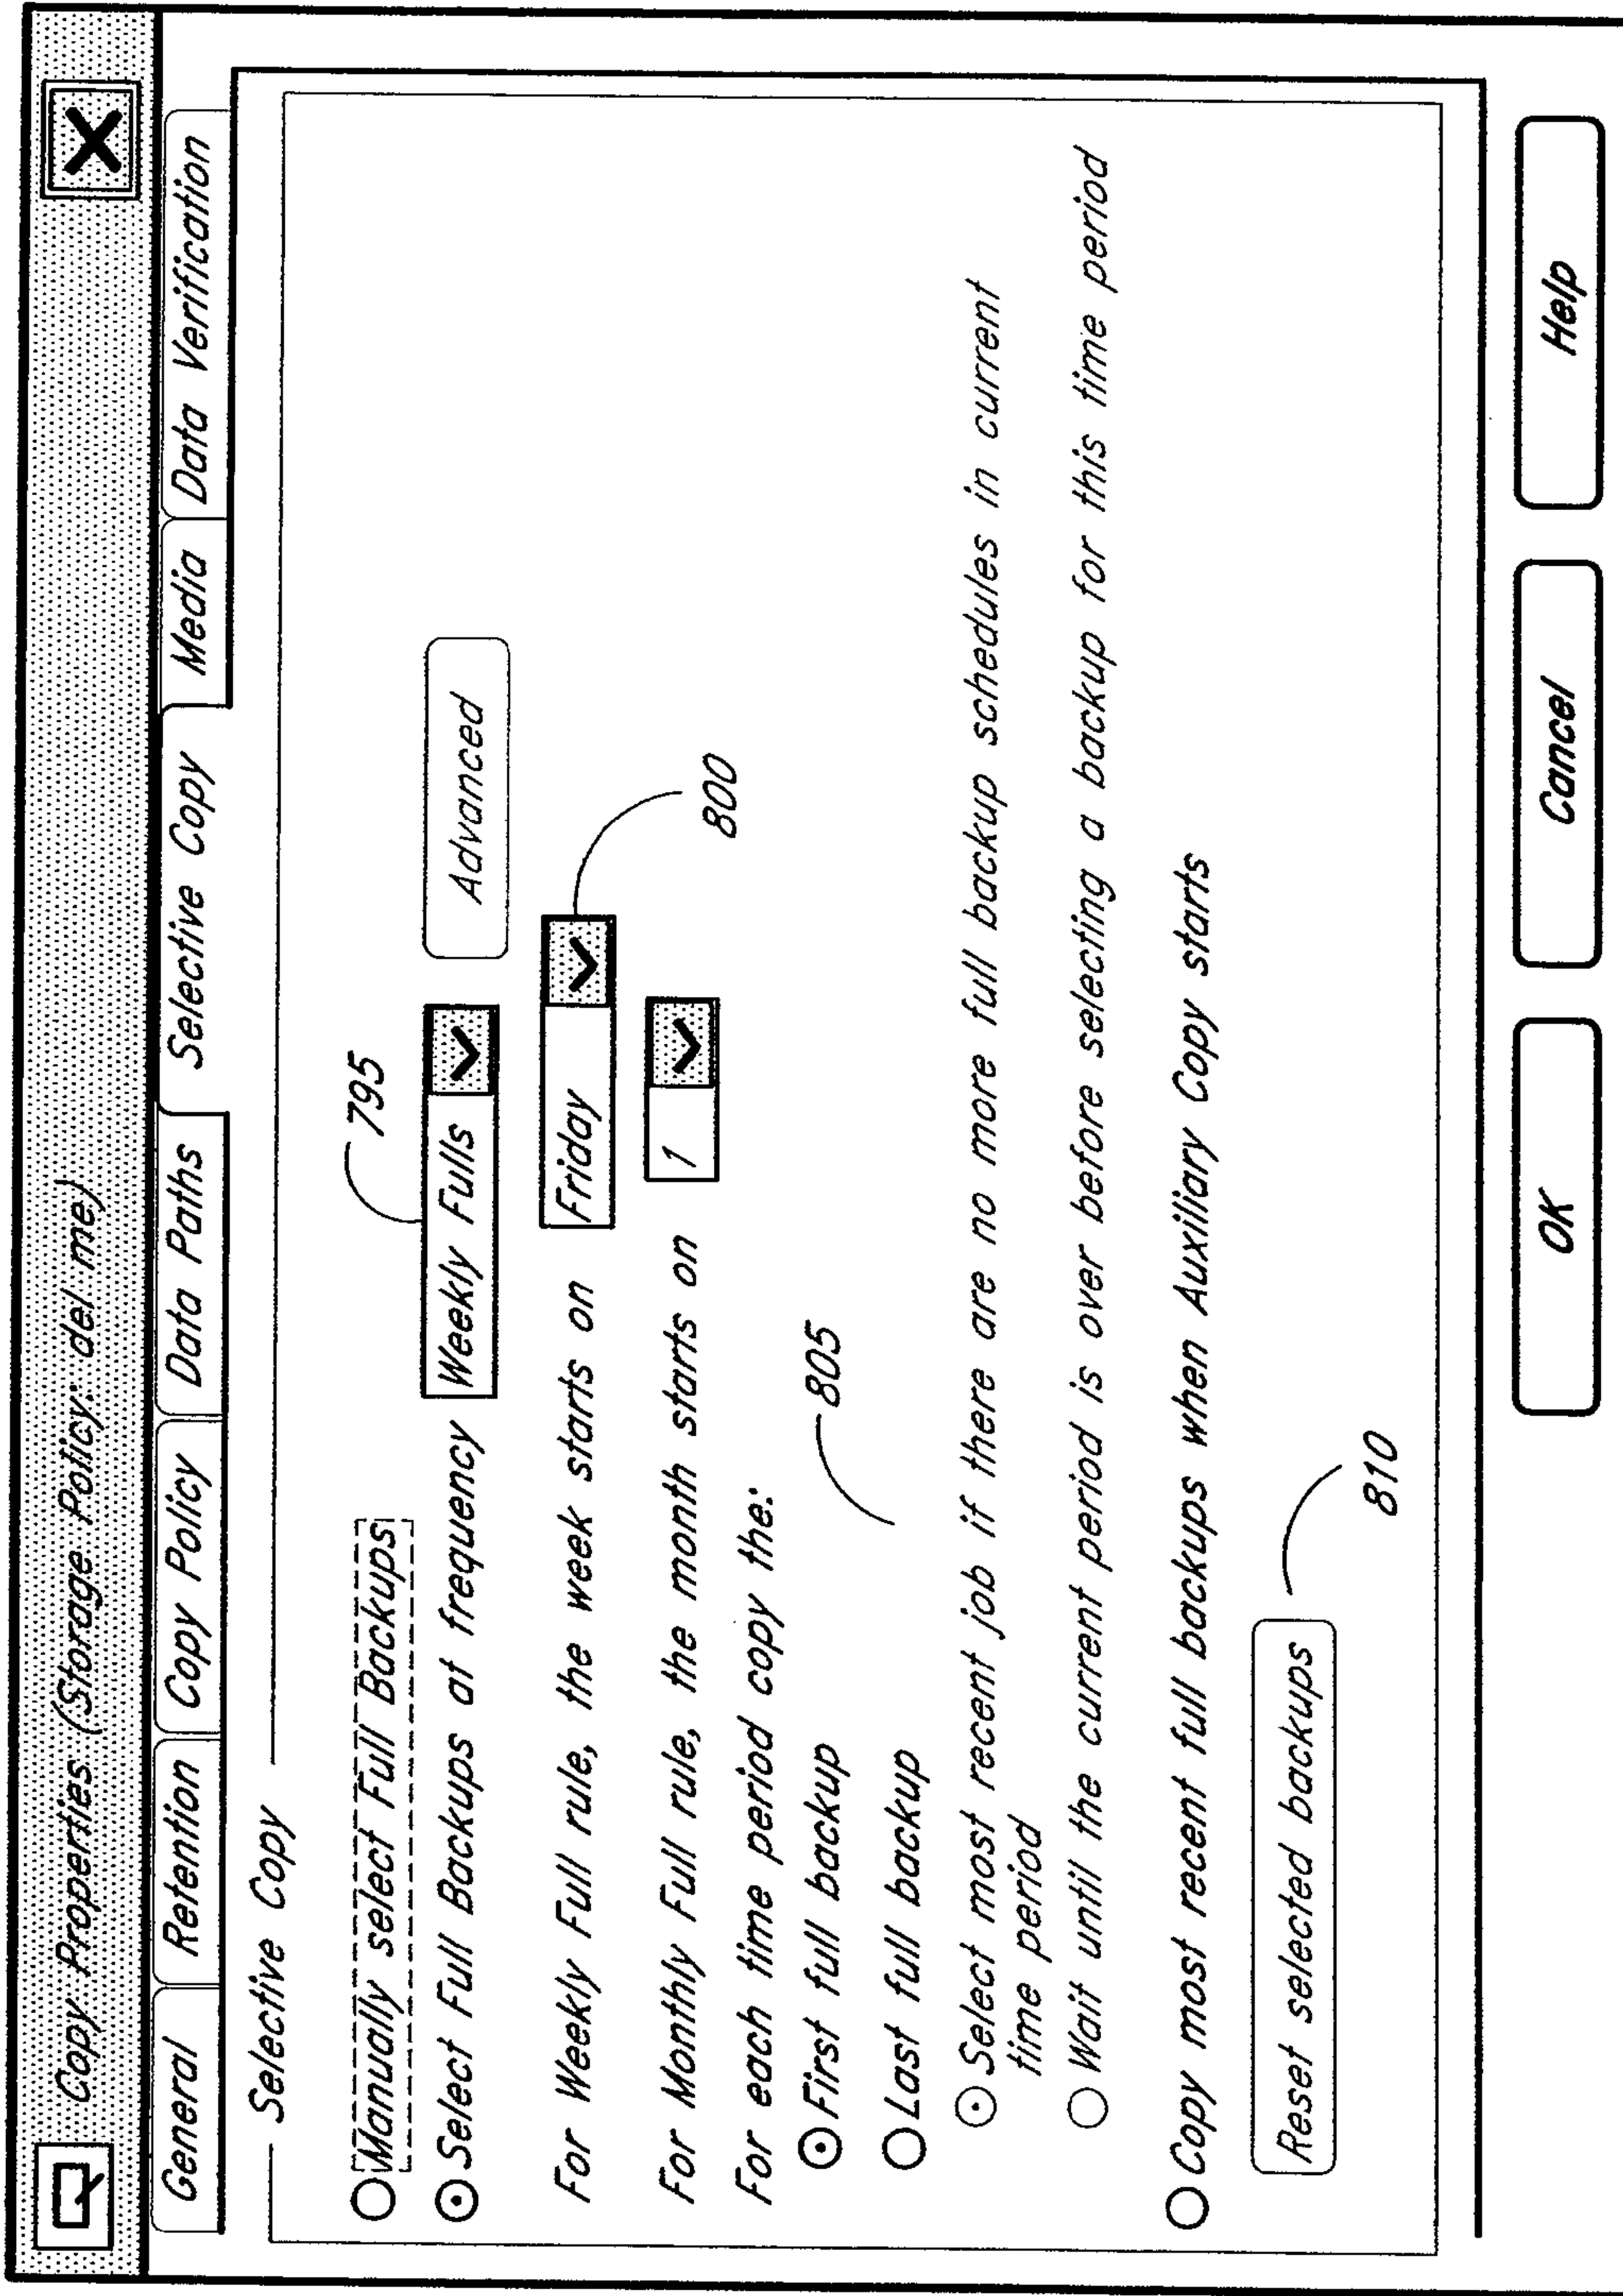 Copy Properties (Storage Policy: del me)
General Retention Copy Policy Data Paths Selective Copy Media Data Verification
Selective Copy
795
Manually select Full Backups
Select Full Backups at frequency Weekly Fulls Advanced
For Weekly Full rule, the week starts on Friday
800
For Monthly Full rule, the month starts on 1
For each time period copy the:
First full backup
805
Last full backup
Select most recent job if there are no more full backup schedules in current
time period
Wait until the current period is over before selecting a backup for this time period
Copy most recent full backups when Auxiliary Copy starts
Reset selected backups
810
OK Cancel Help